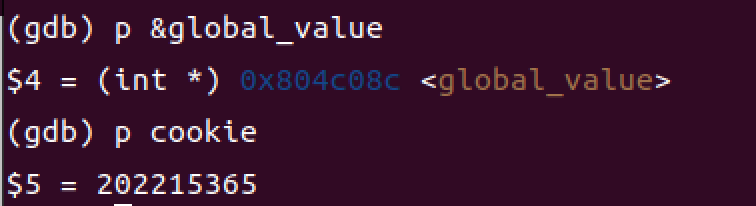 (gdb) p &global_value
$4 = (int *) 0x804c08c <global_value>
(gdb) p cookie
$5 = 202215365